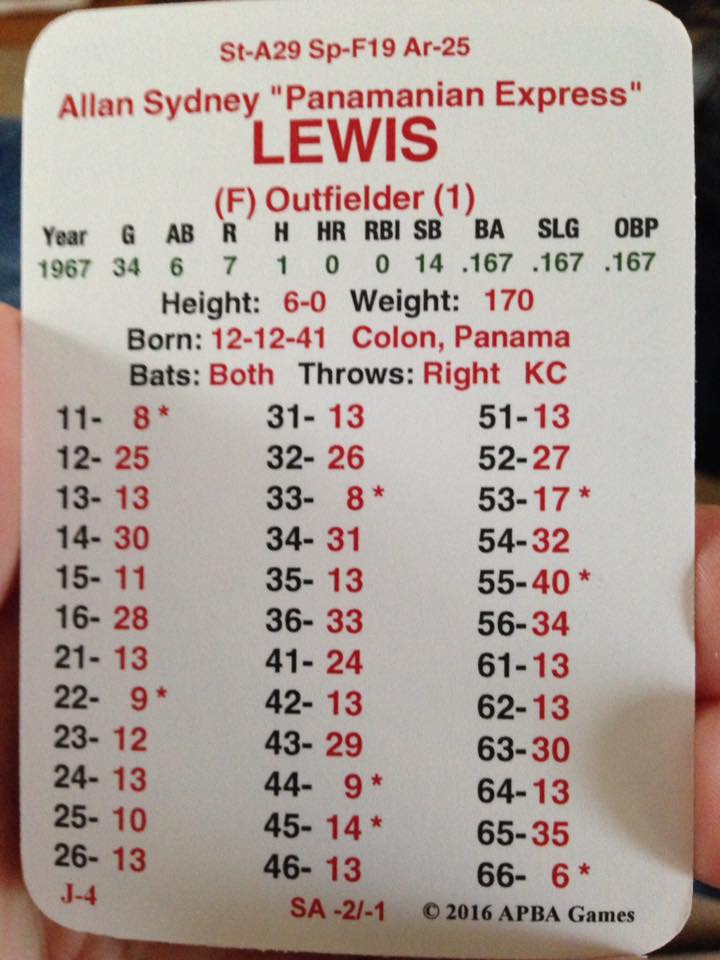 St-A29 Sp-F19 Ar-25
Allan Sydney "Panamanian Express"
LEWIS
(F) Outfielder (1)
Year G AB R H HR RBI SB BA SLG OBP
1967 34 6 7 1 0 0 14 .167 .167 .167
Height: 6-0 Weight: 170
Born: 12-12-41 Colon, Panama
Bats: Both Throws: Right KC
11- 8 * 31- 13 51-13
12- 25 32- 26 52-27
13- 13 33- 8 * 53-17 *
14- 30 34- 31 54-32
15- 11 35- 13 55-40 *
16- 28 36- 33 56-34
21- 13 41- 24 61-13
22- 9 * 42- 13 62-13
23- 12 43- 29 63-30
24- 13 44- 9 * 64-13
25- 10 45- 14 * 65-35
26- 13 46- 13 66- 6 *
J-4 SA -2/-1 © 2016 APBA Games